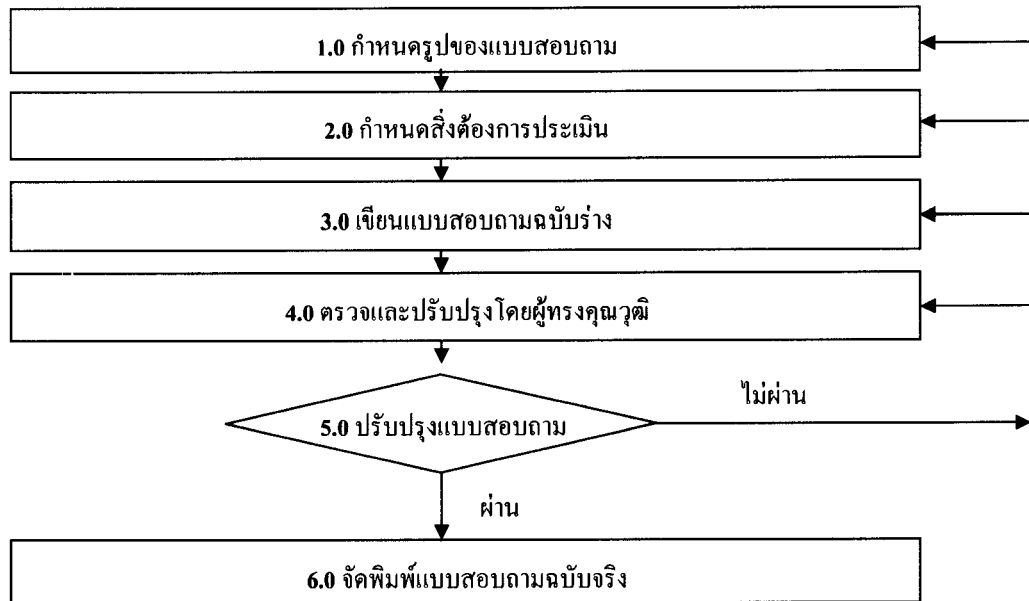 1.0 กำหนดรูปของแบบสอบถาม
2.0 กำหนดสิ่งต้องการประเมิน
3.0 เขียนแบบสอบถามฉบับร่าง
4.0 ตรวจและปรับปรุงโดยผู้ทรงคุณวุฒิ
ไม่ผ่าน
5.0 ปรับปรุงแบบสอบถาม
ผ่าน
6.0 จัดพิมพ์แบบสอบถามฉบับจริง